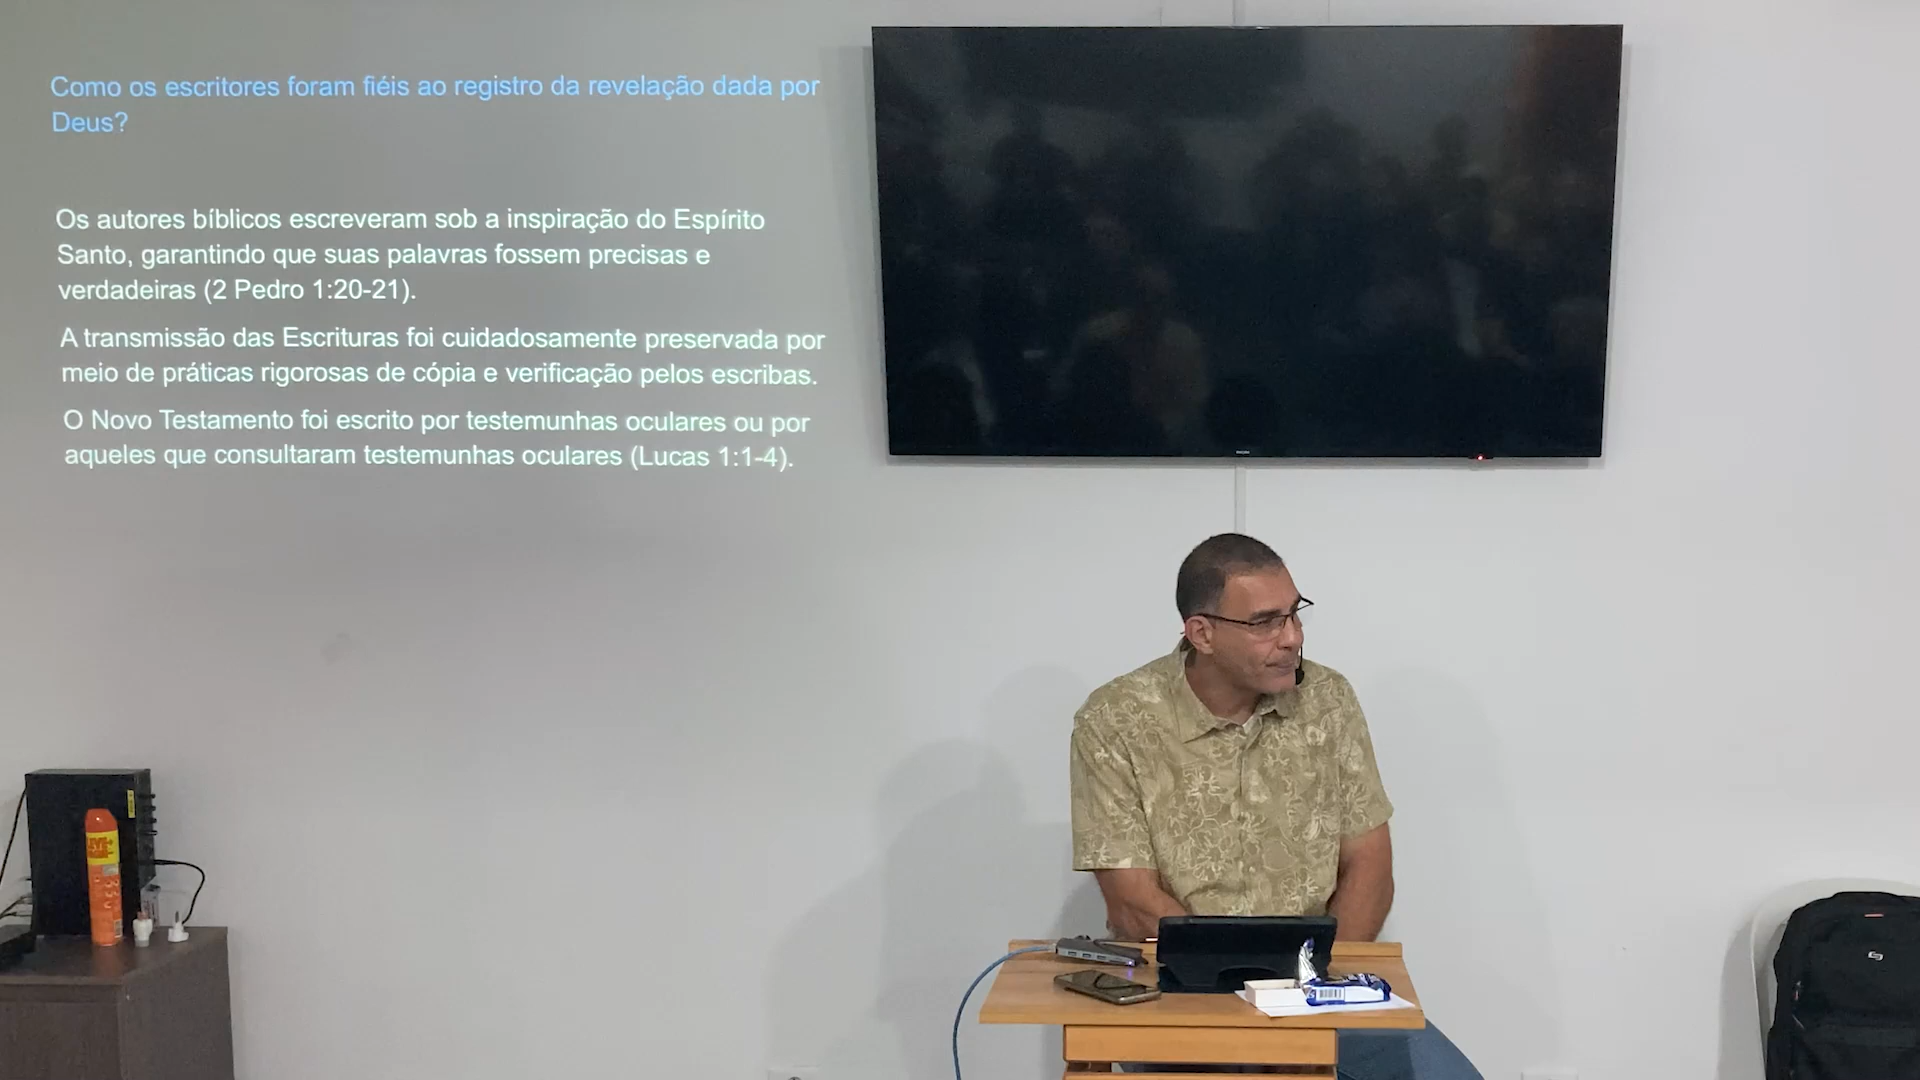 Como os escritores foram fiéis ao registro da revelação dada por
Deus?
Os autores bíblicos escreveram sob a inspiração do Espírito
Santo, garantindo que suas palavras fossem precisas e
verdadeiras (2 Pedro 1:20-21).
A transmissão das Escrituras foi cuidadosamente preservada por
meio de práticas rigorosas de cópia e verificação pelos escribas.
O Novo Testamento foi escrito por testemunhas oculares ou por
aqueles que consultaram testemunhas oculares (Lucas 1:1-4).